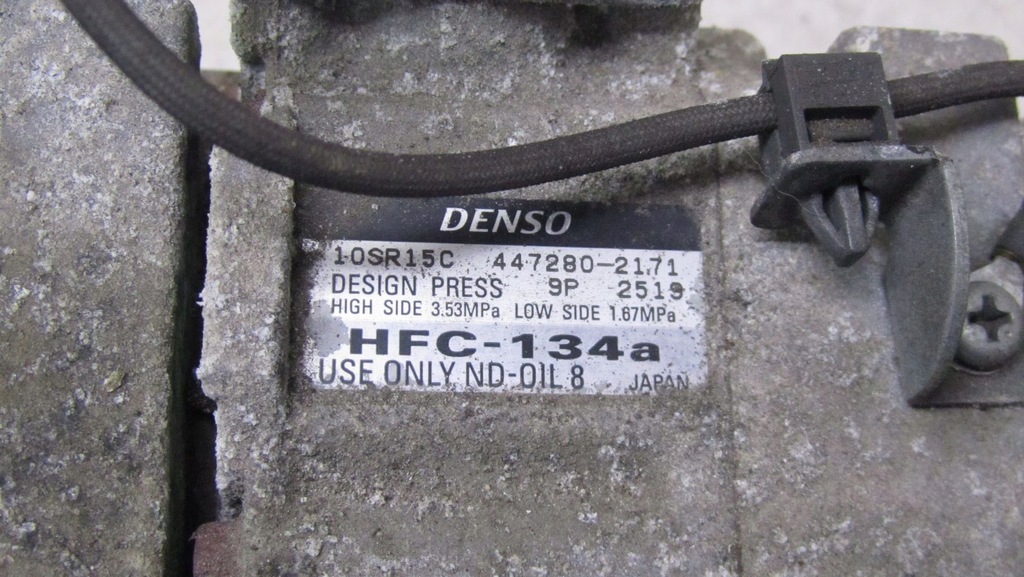 DENSO
10SR15C 447280-2171
DESIGN PRESS 9P 2519
HIGH SIDE 3.53MPa LOW SIDE 1.67MPa
HFC-134a
USE ONLY ND-OIL 8 JAPAN